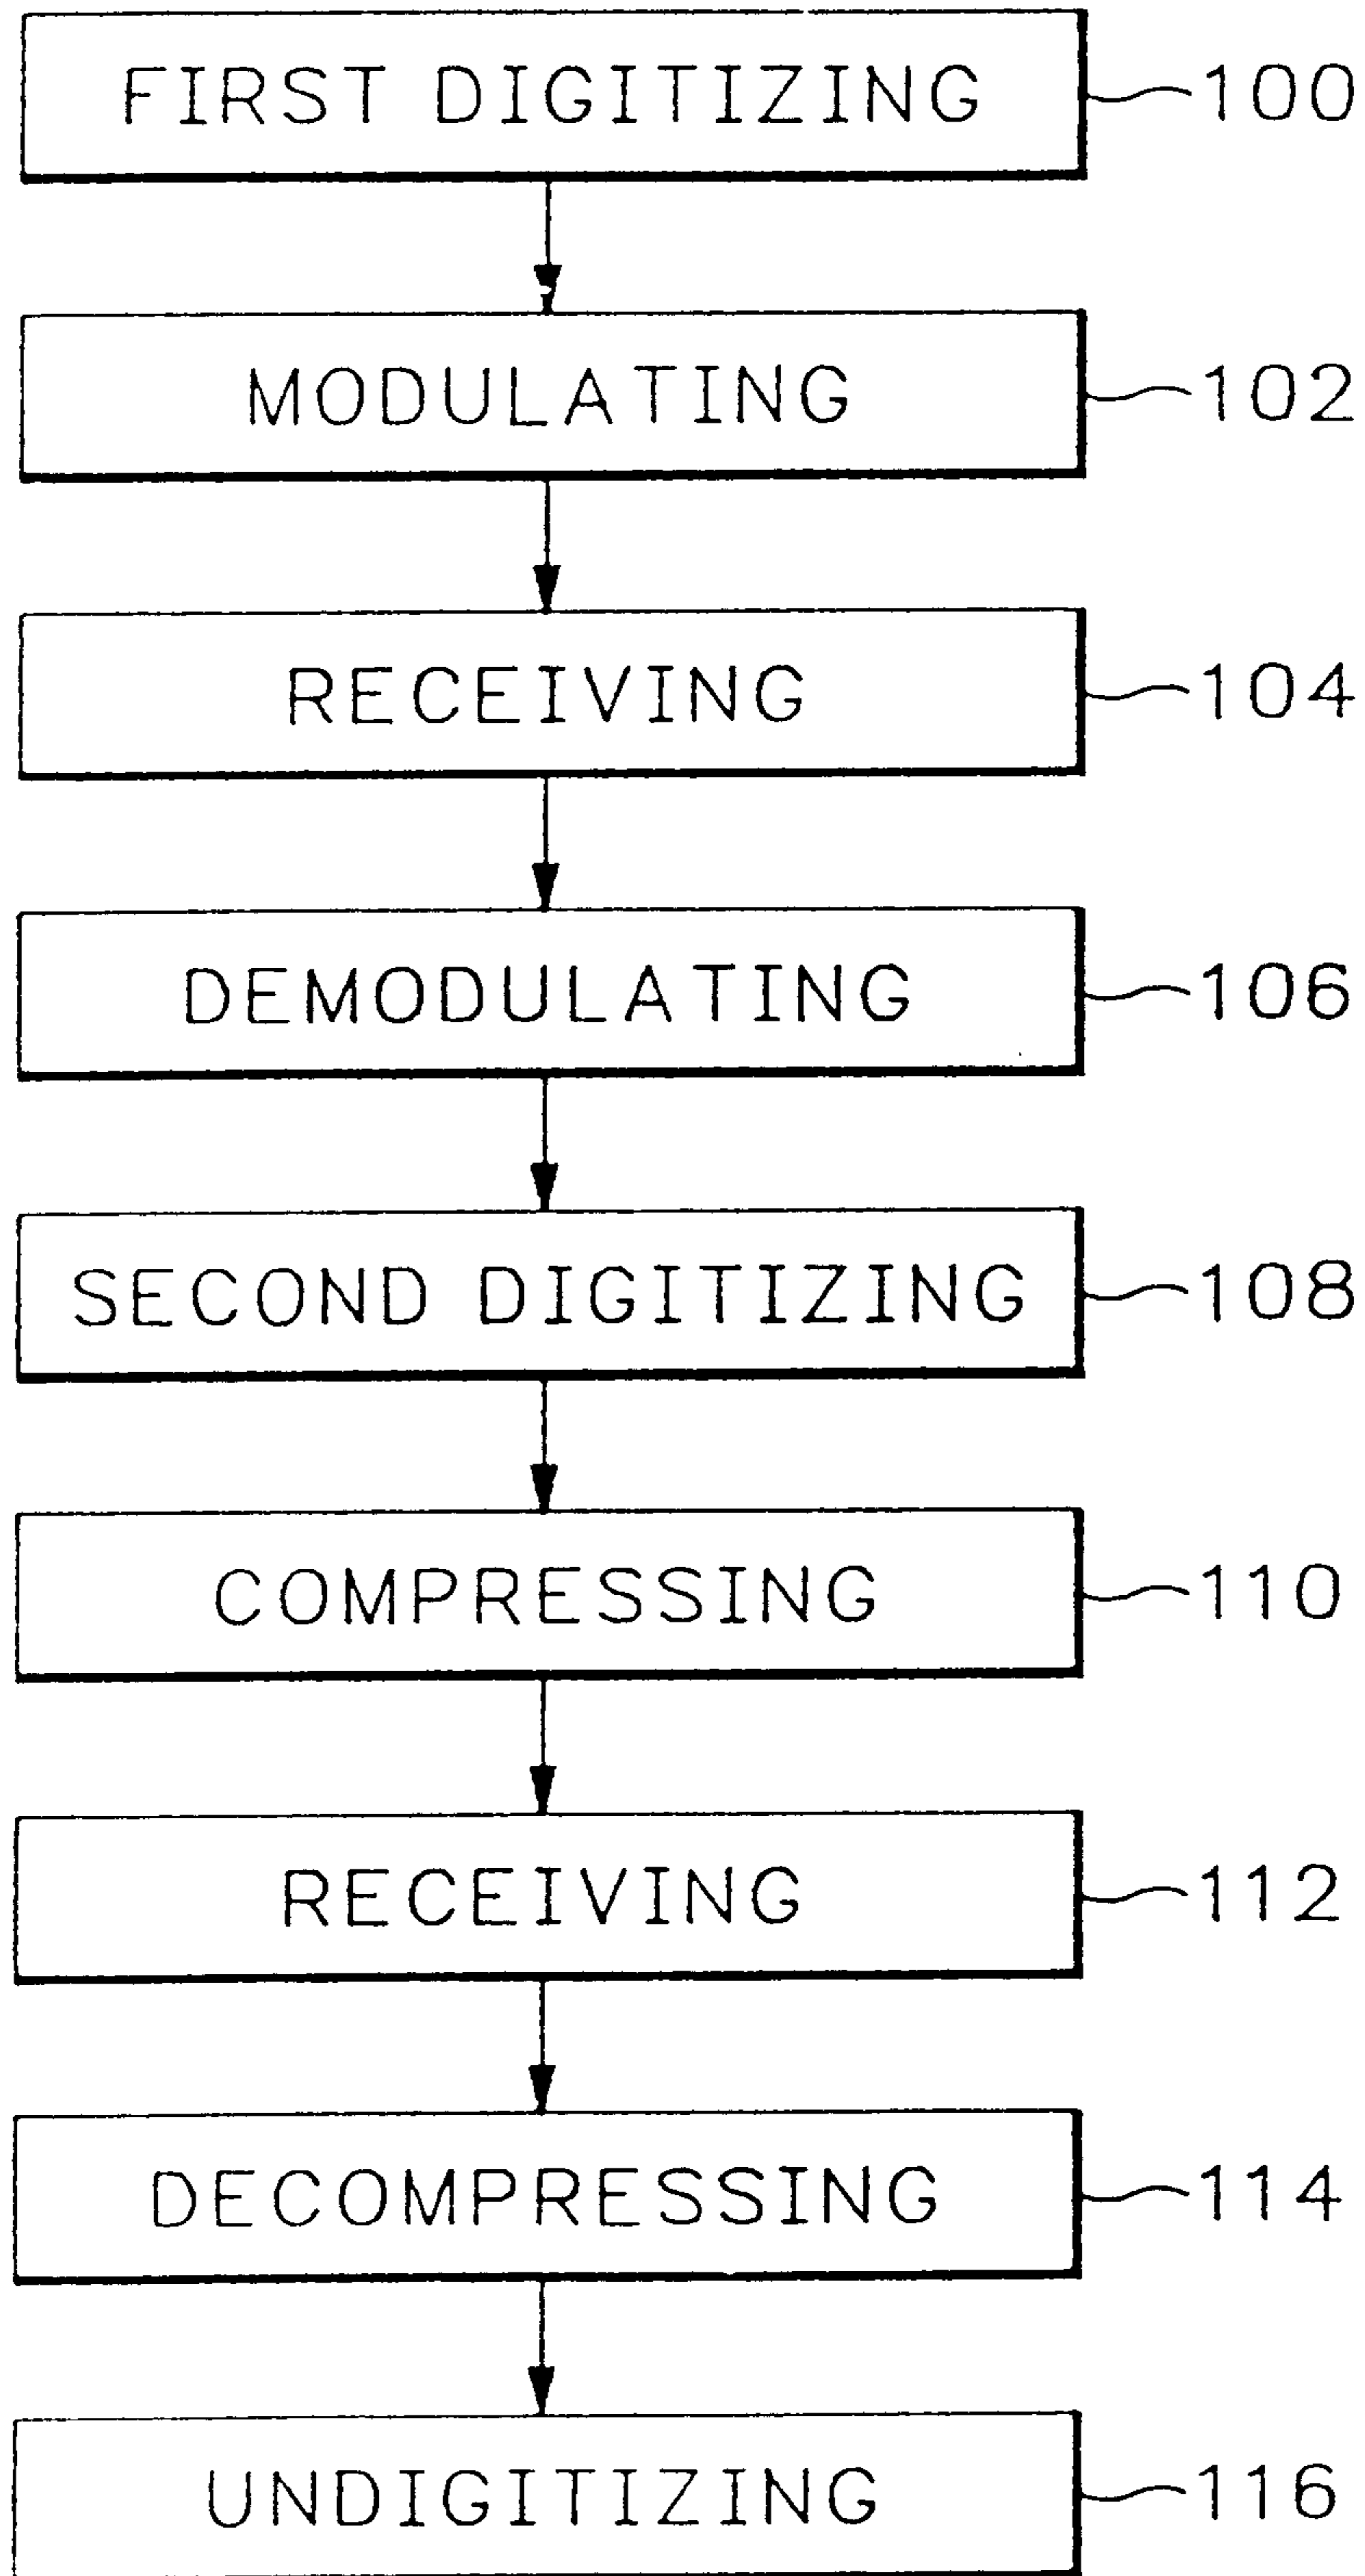 FIRST DIGITIZING 100
MODULATING 102
RECEIVING 104
DEMODULATING 106
SECOND DIGITIZING 108
COMPRESSING 110
RECEIVING 112
DECOMPRESSING 114
UNDIGITIZING 116